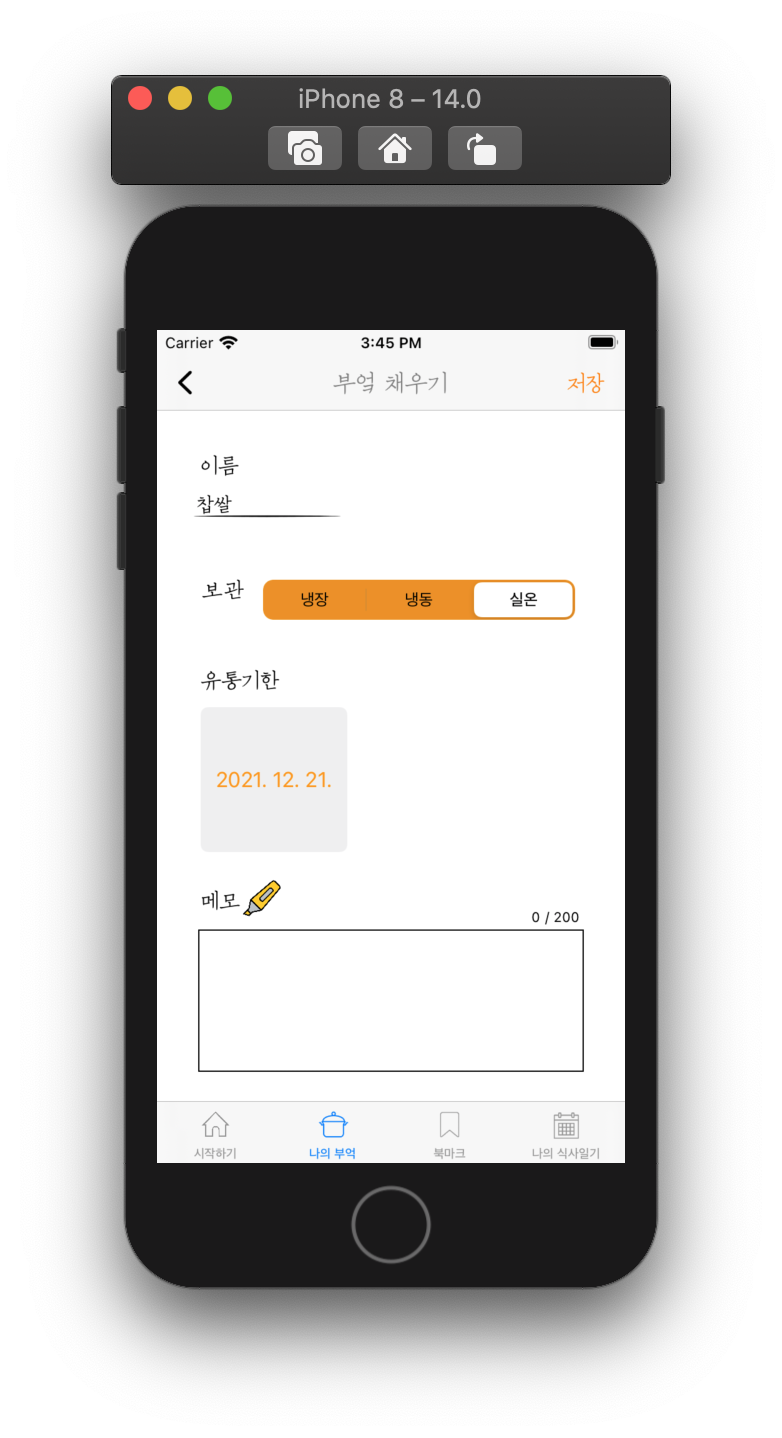 iPhone 8 – 14.0
Carrier 3:45 PM
부엌 채우기 저장
이름
찹쌀
보관 냉장 냉동 실온
유통기한
2021. 12. 21.
메모
0 / 200
시작하기 나의 부엌 북마크 나의 식사일기